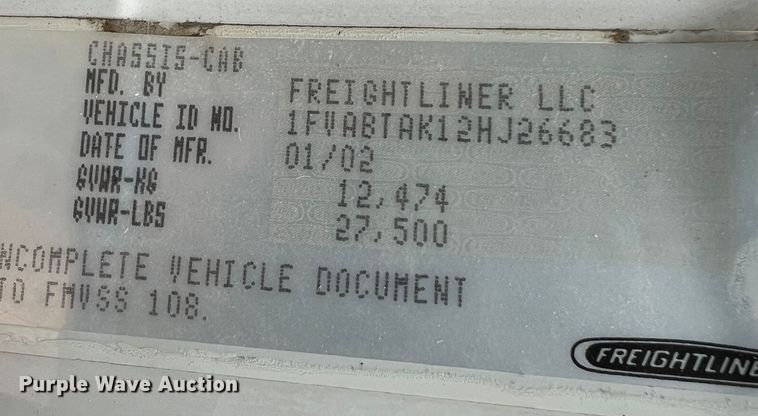 CHASSIS-CAB
MFD. BY FREIGHTLINER LLC
VEHICLE ID NO. 1FVABTAK12HJ26683
DATE OF MFR. 01/02
GVWR-KG 12,474
GVWR-LBS 27,500
NCOMPLETE VEHICLE DOCUMENT
TO FMVSS 108.
FREIGHTLINE
Purple Wave Auction